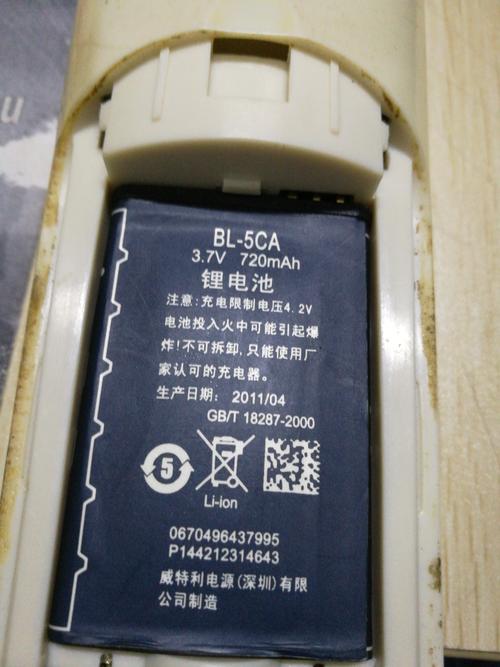 u
BL-5CA
3.7V 720mAh
锂电池
注意:充电限制电压4.2V
电池投入火中可能引起爆
炸!不可拆卸,只能使用厂
家认可的充电器。
生产日期: 2011/04
GB/T 18287-2000
5
Li-ion
0670496437995
P144212314643
威特利电源(深圳)有限
公司制造